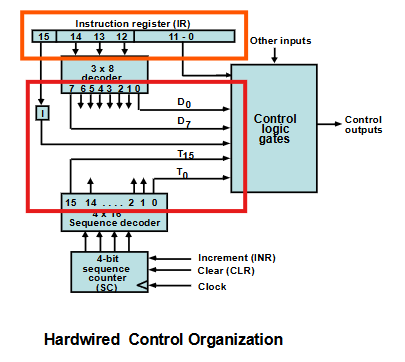 Instruction register (IR)
15 14 13 12 11 - 0
Other inputs
3 x 8
decoder
7 6 5 4 3 2 1 0
D0
I
D7
Control
logic
gates
Control
outputs
T15
15 14 . . . . 2 1 0
T0
4 x 16
Sequence decoder
4-bit
sequence
counter
(SC)
Increment (INR)
Clear (CLR)
Clock
Hardwired Control Organization